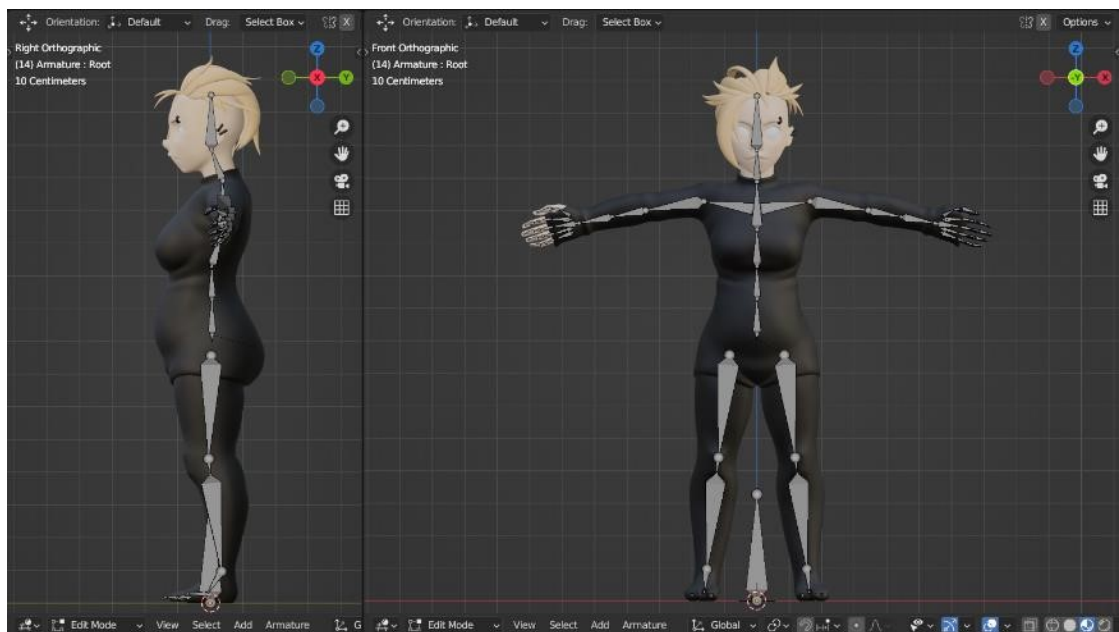 Orientation: Default Drag: Select Box X
Right Orthographic
(14) Armature : Root
10 Centimeters
Z
X
Y
Edit Mode View Select Add Armature G
Orientation: Default Drag: Select Box X Options
Front Orthographic
(14) Armature : Root
10 Centimeters
Z
-Y
X
Edit Mode View Select Add Armature Global